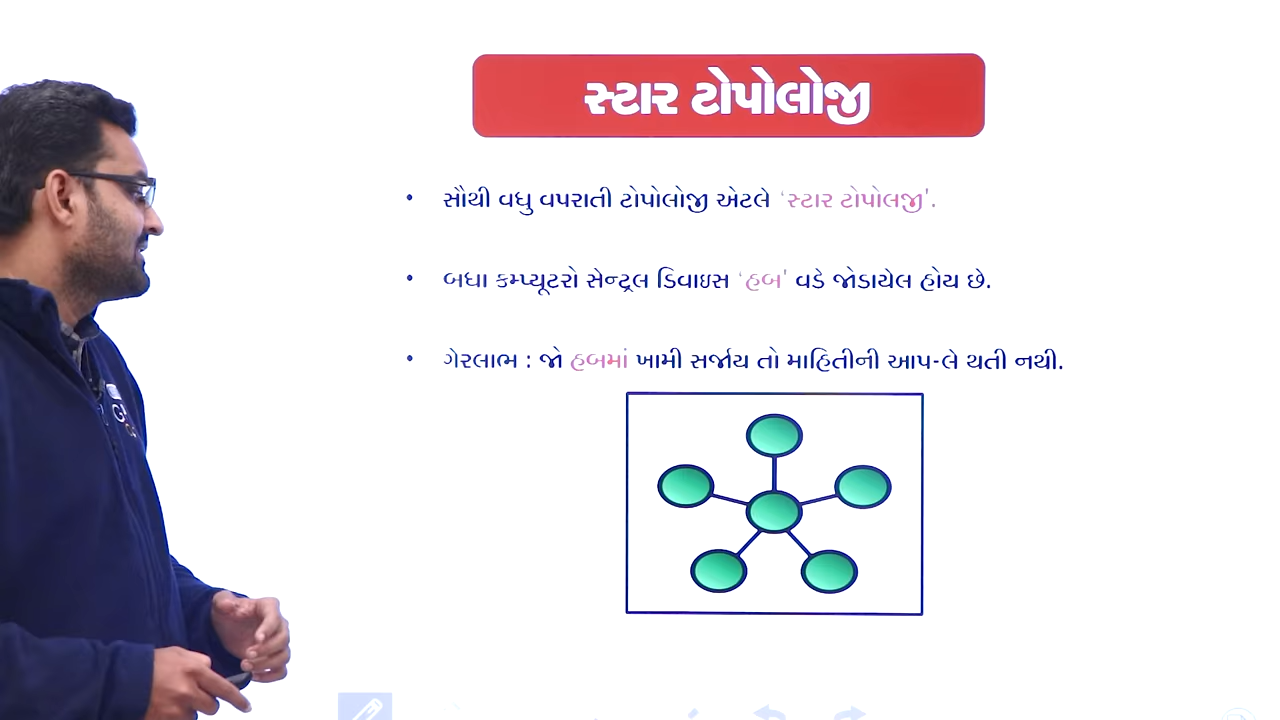 સ્ટાર ટોપોલોજી
• સૌથી વધુ વપરાતી ટોપોલોજી એટલે ‘સ્ટાર ટોપોલજી'.
• બધા કમ્પ્યૂટરો સેન્ટ્રલ ડિવાઇસ ‘હબ' વડે જોડાયેલ હોય છે.
• ગેરલાભ : જો હબમાં ખામી સર્જાય તો માહિતીની આપ-લે થતી નથી.